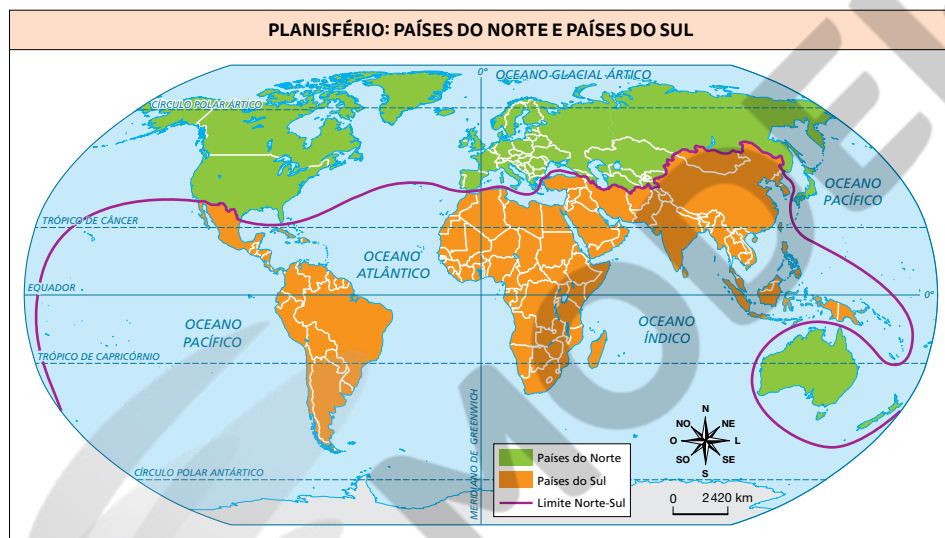 PLANISFÉRIO: PAÍSES DO NORTE E PAÍSES DO SUL
0°
OCEANO GLACIAL ÁRTICO
CÍRCULO POLAR ÁRTICO
OCEANO
PACÍFICO
TRÓPICO DE CÂNCER
OCEANO
ATLÂNTICO
EQUADOR
0°
OCEANO
PACÍFICO
OCEANO
ÍNDICO
TRÓPICO DE CAPRICÓRNIO
MERIDIANO DE GREENWICH
CÍRCULO POLAR ANTÁRTICO
N
NO
NE
O
L
SO
SE
S
Países do Norte
Países do Sul
Limite Norte-Sul
0
2 420 km